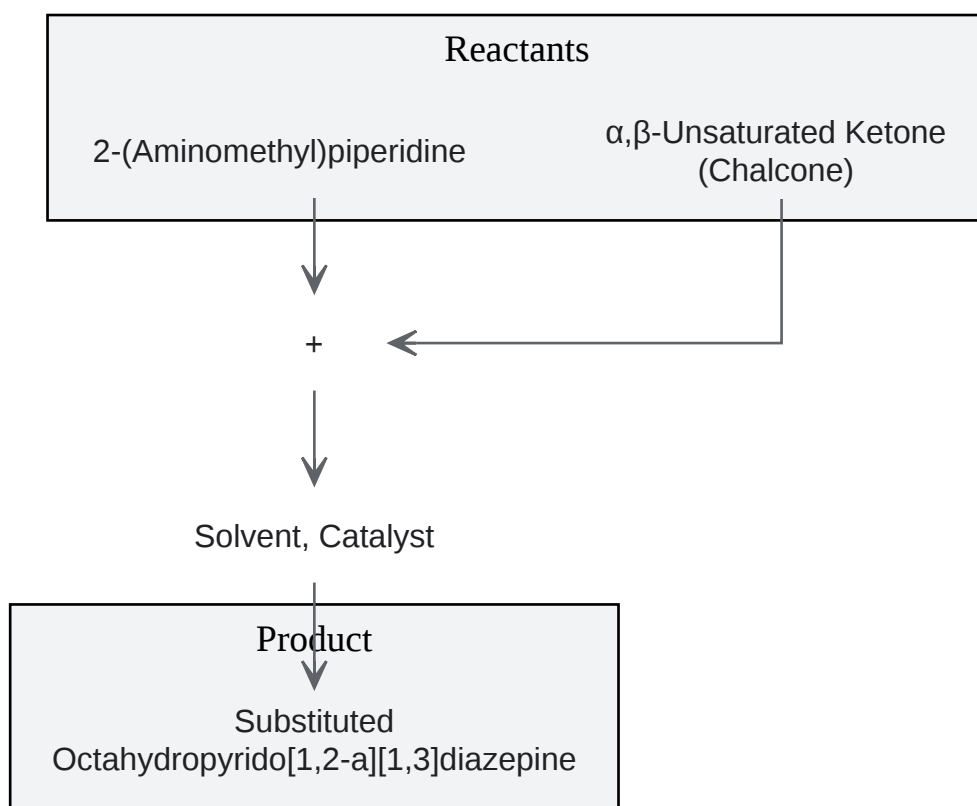 Reactants
2-(Aminomethyl)piperidine
α,β-Unsaturated Ketone
(Chalcone)
+
Solvent, Catalyst
Product
Substituted
Octahydropyrido[1,2-a][1,3]diazepine